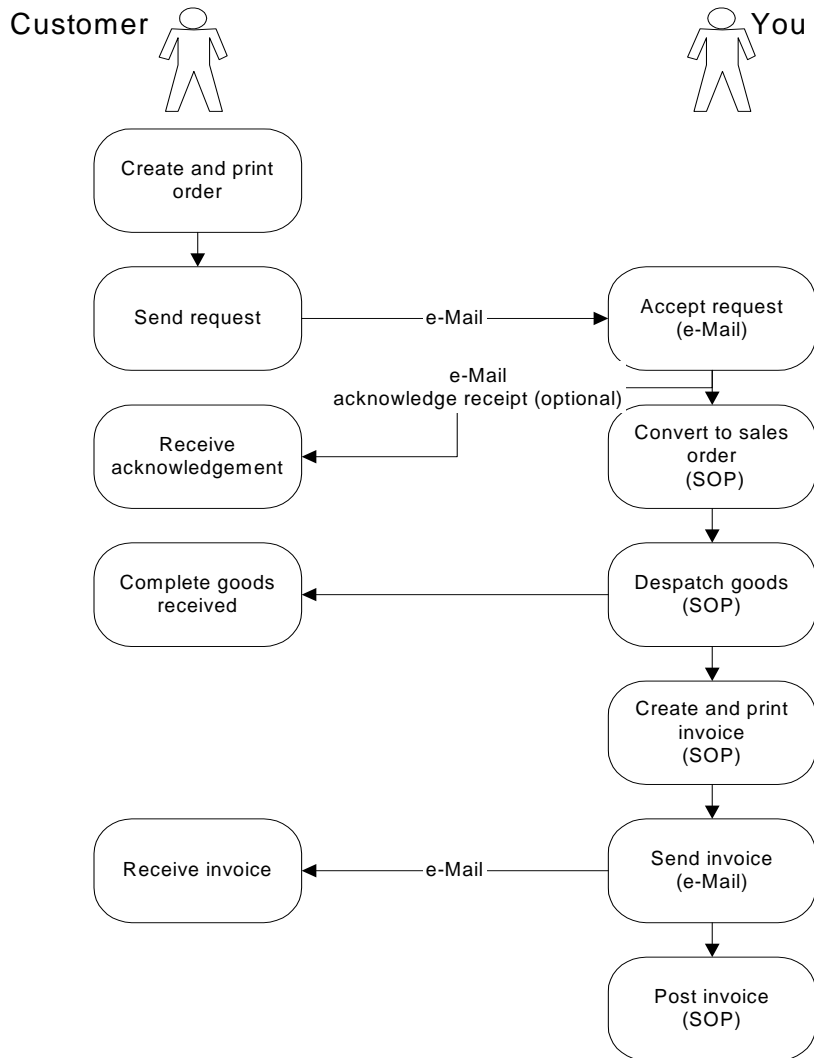 Customer
You
Create and print
order
Send request
e-Mail
Accept request
(e-Mail)
e-Mail
acknowledge receipt (optional)
Receive
acknowledgement
Convert to sales
order
(SOP)
Complete goods
received
Despatch goods
(SOP)
Create and print
invoice
(SOP)
Receive invoice
e-Mail
Send invoice
(e-Mail)
Post invoice
(SOP)